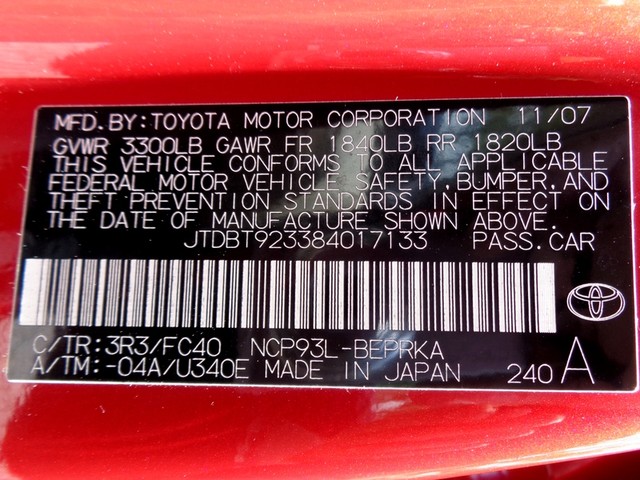 MFD.BY:TOYOTA MOTOR CORPORATION 11/07
GVWR 3300LB GAWR FR 1840LB RR 1820LB
THIS VEHICLE CONFORMS TO ALL APPLICABLE
FEDERAL MOTOR VEHICLE SAFETY,BUMPER,AND
THEFT PREVENTION STANDARDS IN EFFECT ON
THE DATE OF MANUFACTURE SHOWN ABOVE.
JTDBT923384017133 PASS.CAR
C/TR:3R3/FC40 NCP93L-BEPRKA
A/TM:-04A/U340E MADE IN JAPAN 240 A